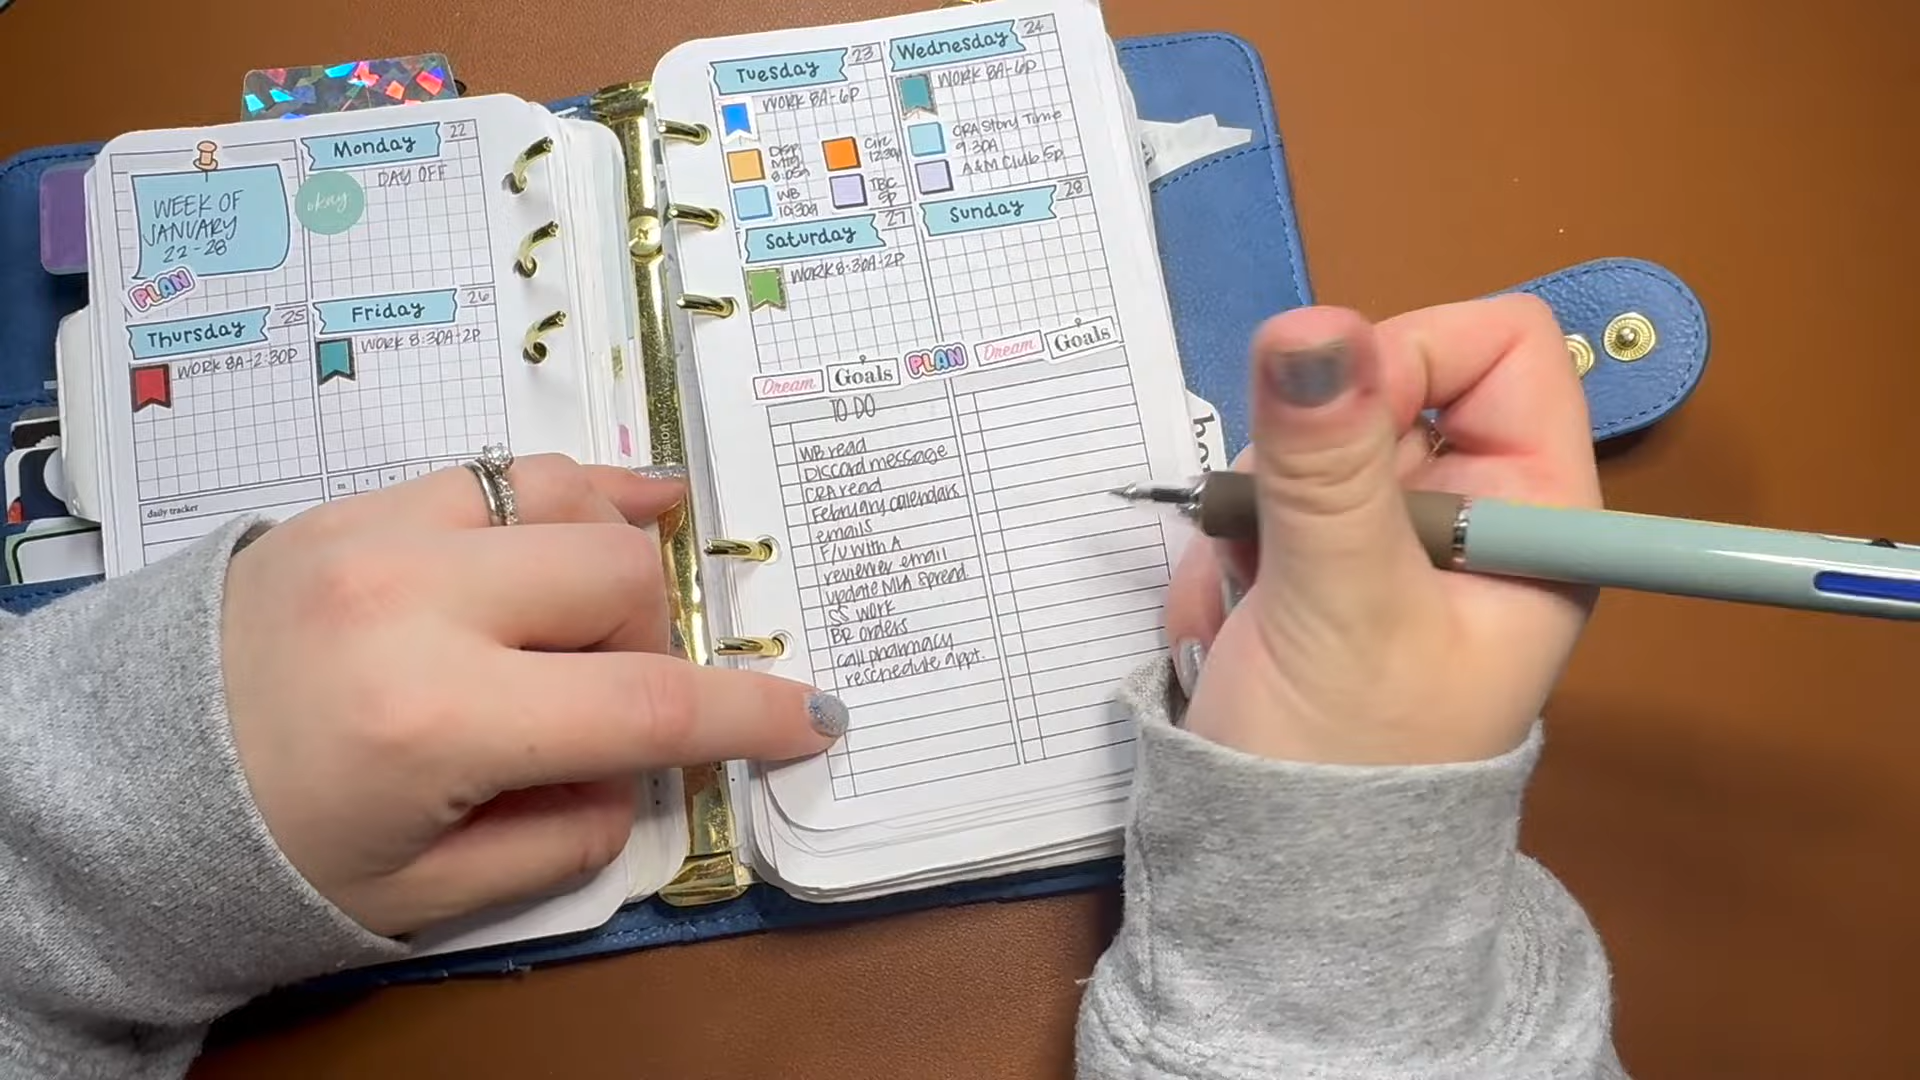 WEEK OF
JANUARY
22-28
PLAN
Monday 22
okay.
DAY OFF
Thursday 25
WORK 8A-2:30P
Friday 26
WORK 8:30A-2P
m t w
daily tracker
Tuesday 23
WORK 8A-6P
Disp
Mtg
8:05a
Circ
12:30p
WB
10:30a
TBC
5p
Wednesday 24
WORK 8A-6P
CRA Story Time
9:30A
A&M Club 5p
Saturday 27
WORK 8:30A-2P
Sunday 28
Dream Goals PLAN Dream Goals
TO DO
WB read
Discord message
CRA read
February calendars
emails
F/U with A
reviewer email
update MLA spread.
SS work
BR orders
call pharmacy
reschedule appt.